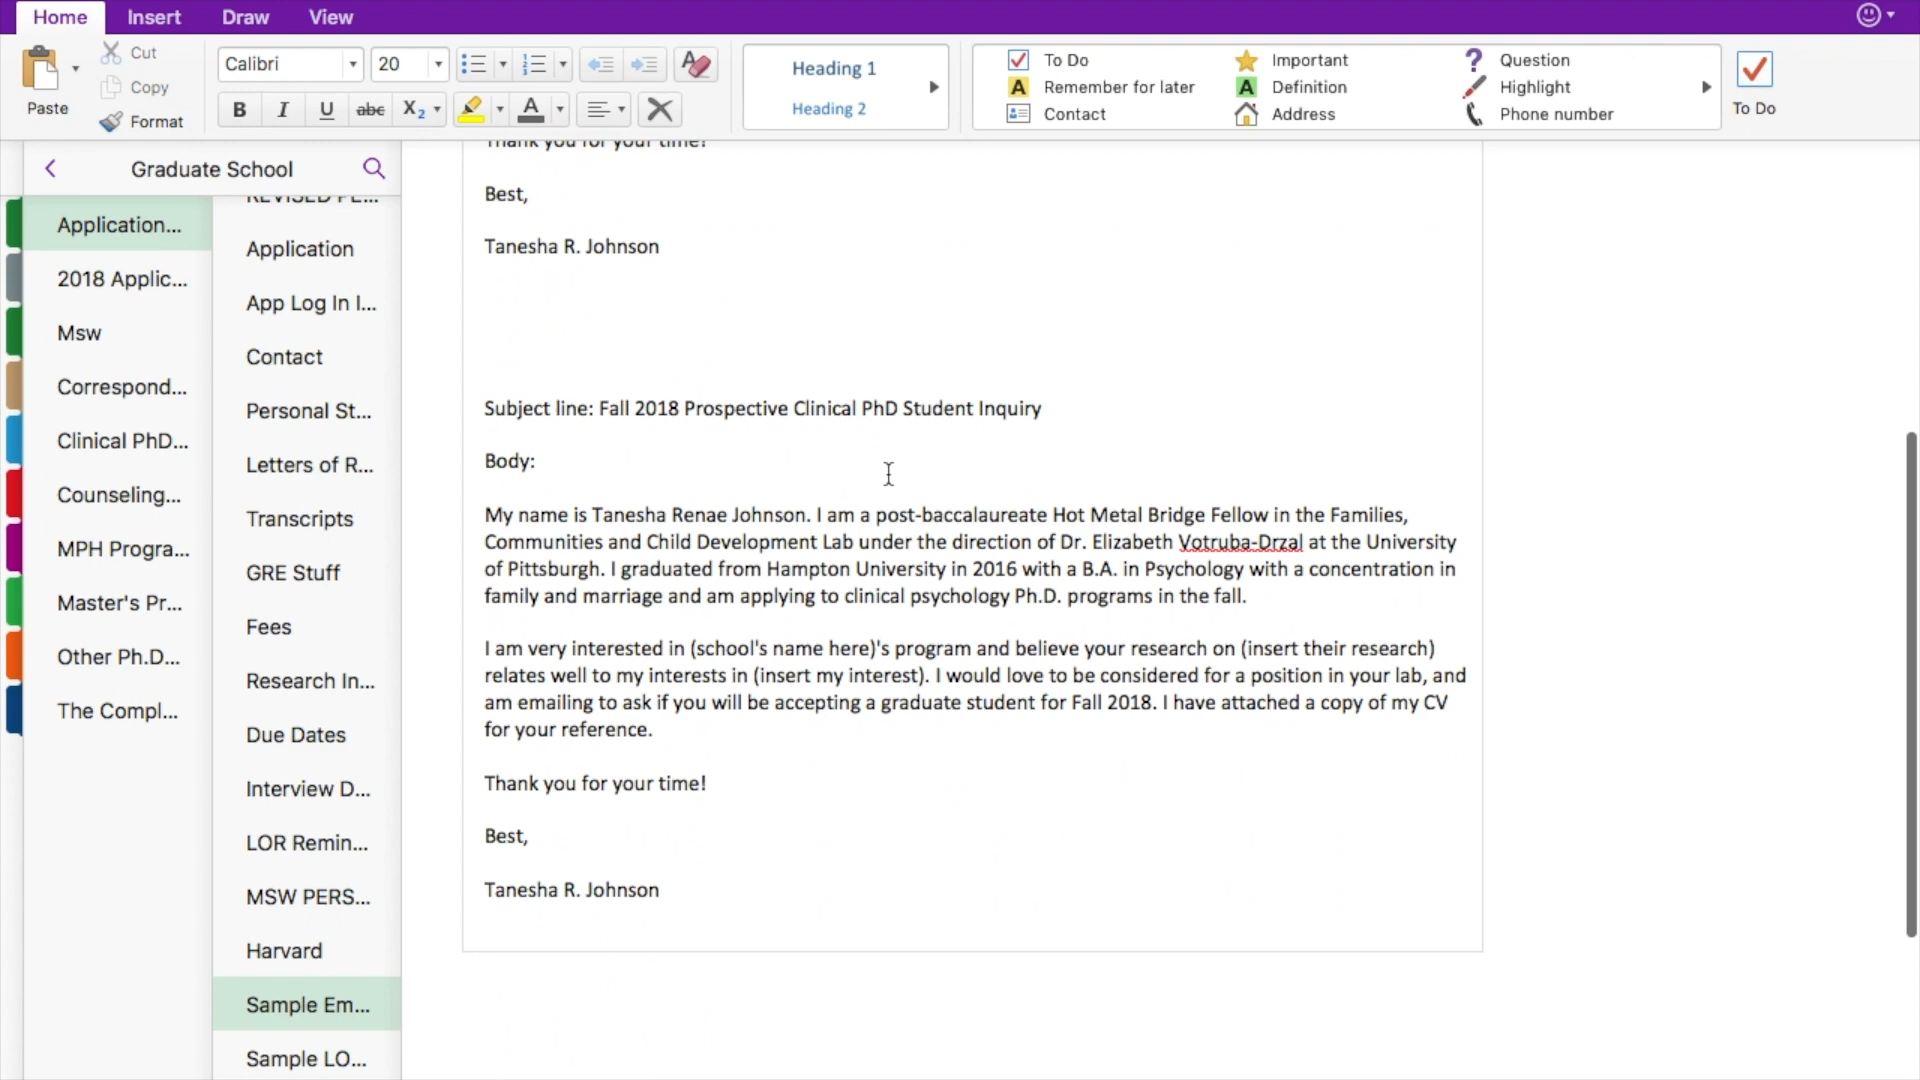 Home Insert Draw View
Paste
Cut
Copy
Format
Calibri 20
B I U abc X2 A
Heading 1
Heading 2
To Do
Remember for later
Contact
Important
Definition
Address
Question
Highlight
Phone number
To Do
Graduate School
Application...
2018 Applic...
Msw
Correspond...
Clinical PhD...
Counseling...
MPH Progra...
Master's Pr...
Other Ph.D...
The Compl...
REVISED PE...
Application
App Log In I...
Contact
Personal St...
Letters of R...
Transcripts
GRE Stuff
Fees
Research In...
Due Dates
Interview D...
LOR Remin...
MSW PERS...
Harvard
Sample Em...
Sample LO...
Thank you for your time!
Best,
Tanesha R. Johnson
Subject line: Fall 2018 Prospective Clinical PhD Student Inquiry
Body:
My name is Tanesha Renae Johnson. I am a post-baccalaureate Hot Metal Bridge Fellow in the Families,
Communities and Child Development Lab under the direction of Dr. Elizabeth Votruba-Drzal at the University
of Pittsburgh. I graduated from Hampton University in 2016 with a B.A. in Psychology with a concentration in
family and marriage and am applying to clinical psychology Ph.D. programs in the fall.
I am very interested in (school's name here)'s program and believe your research on (insert their research)
relates well to my interests in (insert my interest). I would love to be considered for a position in your lab, and
am emailing to ask if you will be accepting a graduate student for Fall 2018. I have attached a copy of my CV
for your reference.
Thank you for your time!
Best,
Tanesha R. Johnson